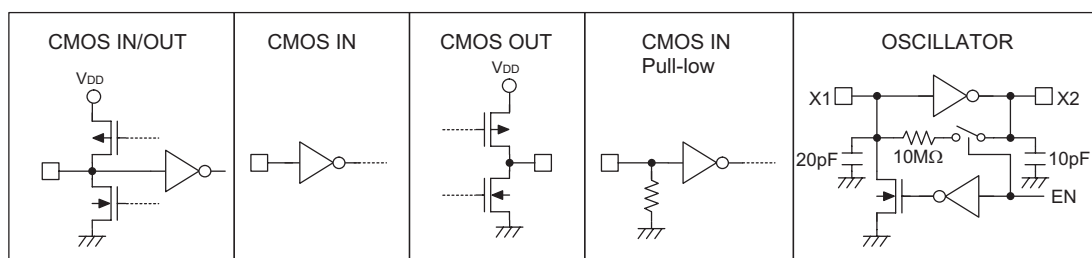 CMOS IN/OUT
VDD
CMOS IN
CMOS OUT
VDD
CMOS IN
Pull-low
OSCILLATOR
X1
X2
20pF
10MΩ
10pF
EN